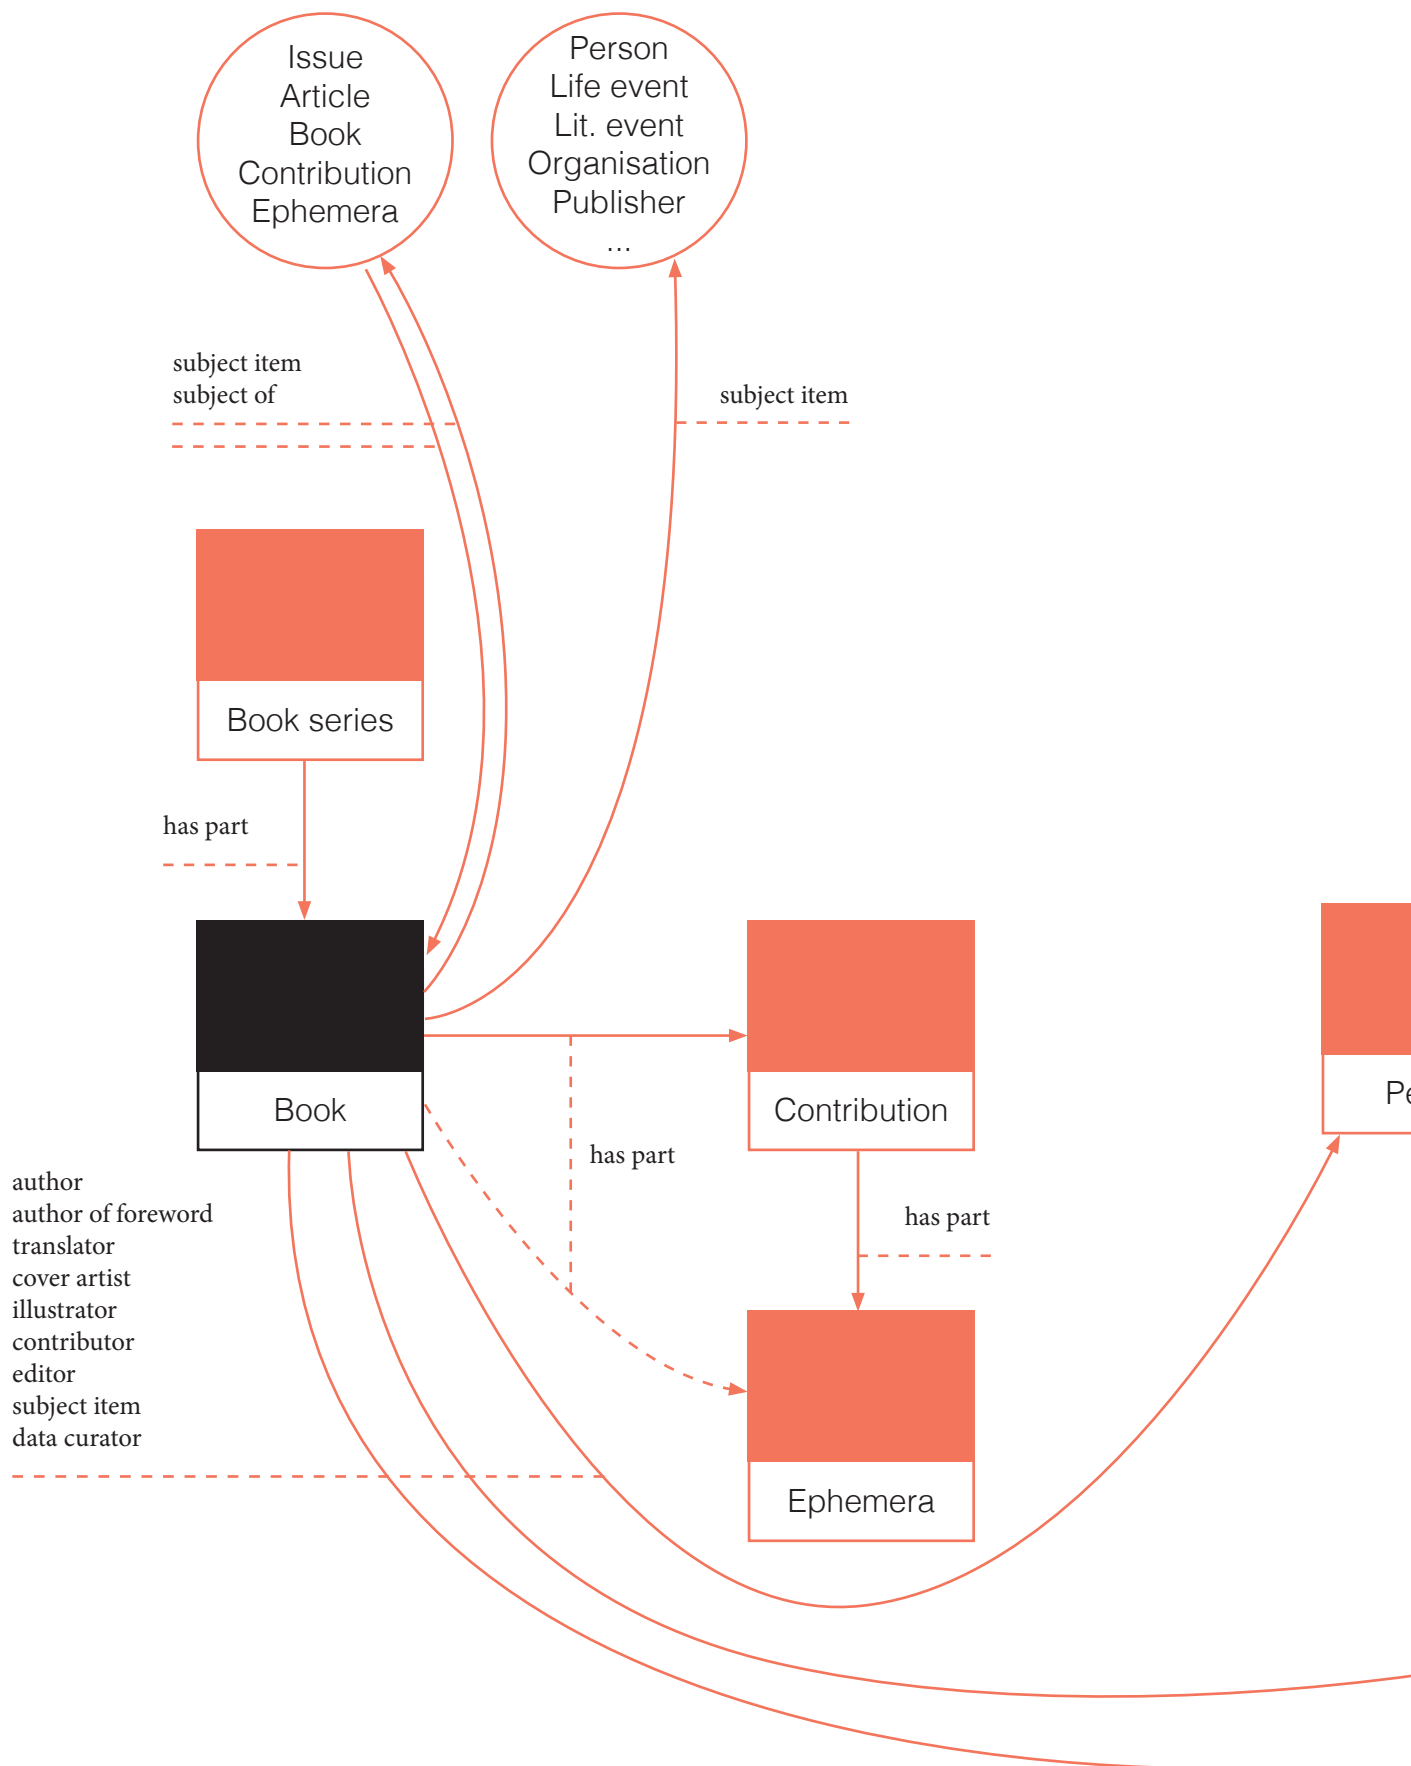 Issue
Article
Book
Contribution
Ephemera
Person
Life event
Lit. event
Organisation
Publisher
...
subject item
subject of
subject item
Book series
has part
Book
Contribution
Pe
has part
has part
author
author of foreword
translator
cover artist
illustrator
contributor
editor
subject item
data curator
Ephemera